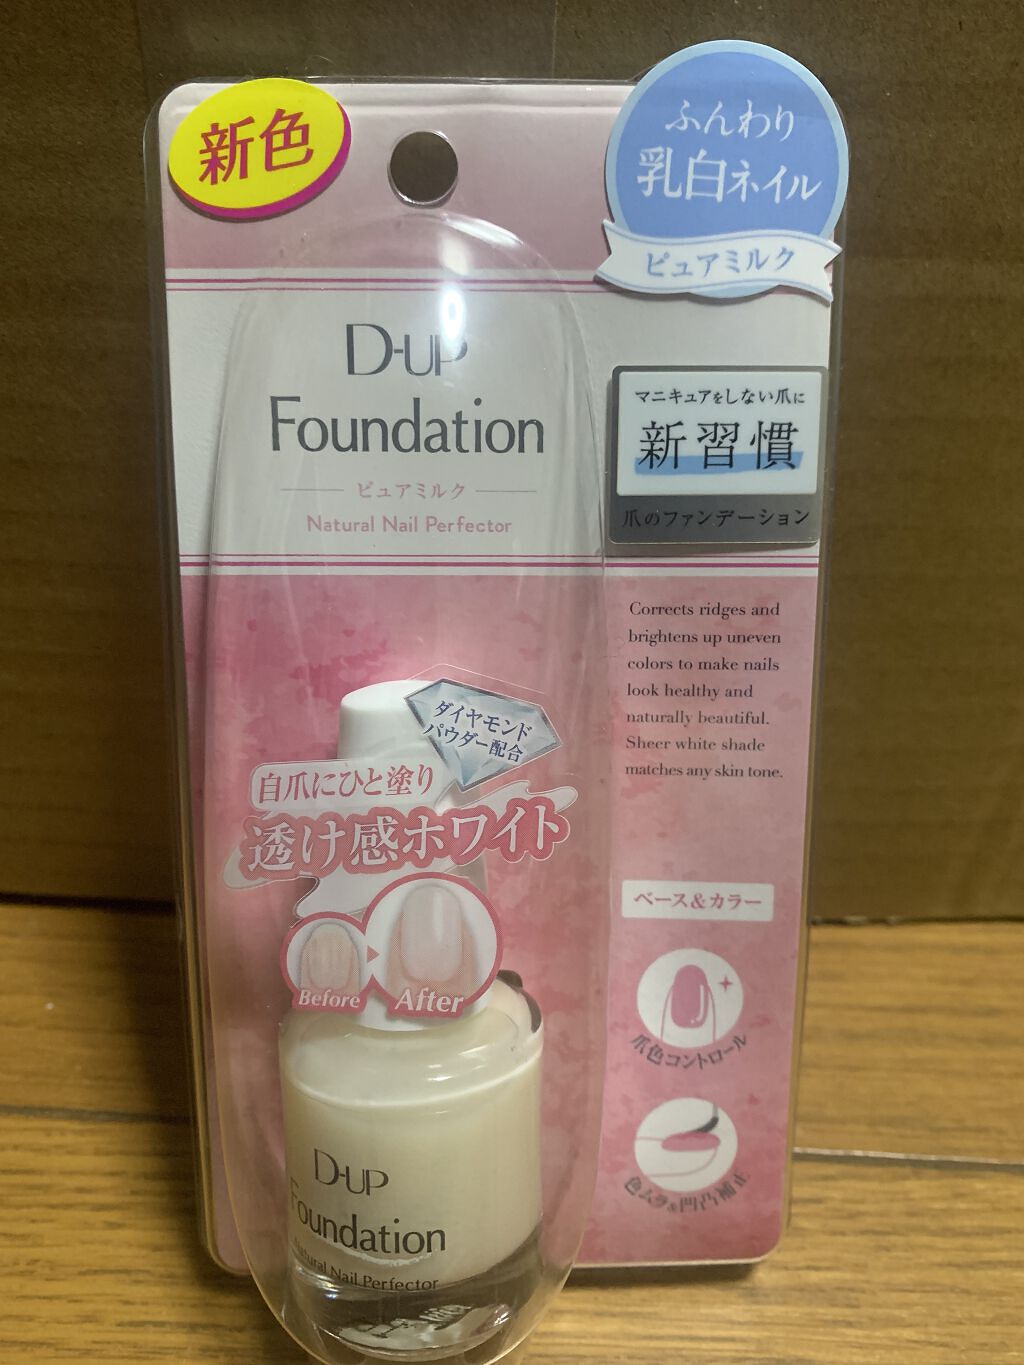 新色
ふんわり
乳白ネイル
ピュアミルク
D-UP
Foundation
ピュアミルク
Natural Nail Perfector
マニキュアをしない爪に
新習慣
爪のファンデーション
Corrects ridges and
brightens up uneven
colors to make nails
look healthy and
naturally beautiful.
Sheer white shade
matches any skin tone.
ダイヤモンド
パウダー配合
自爪にひと塗り
透け感ホワイト
Before
After
ベース&カラー
爪色コントロール
色ムラ&凹凸補正
D-UP
Foundation
Natural Nail Perfector